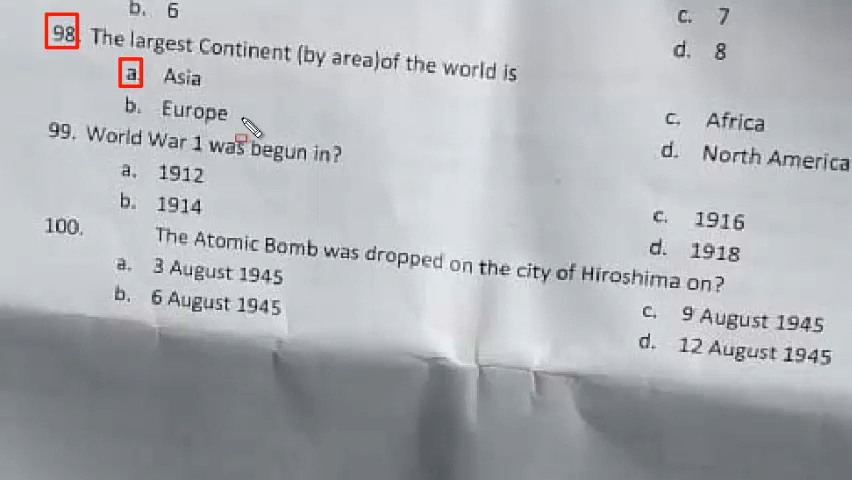 b. 6
c. 7
98. The largest Continent (by area)of the world is
d. 8
a. Asia
b. Europe
c. Africa
99. World War 1 was begun in?
d. North America
a. 1912
b. 1914
c. 1916
100. The Atomic Bomb was dropped on the city of Hiroshima on?
d. 1918
a. 3 August 1945
b. 6 August 1945
c. 9 August 1945
d. 12 August 1945